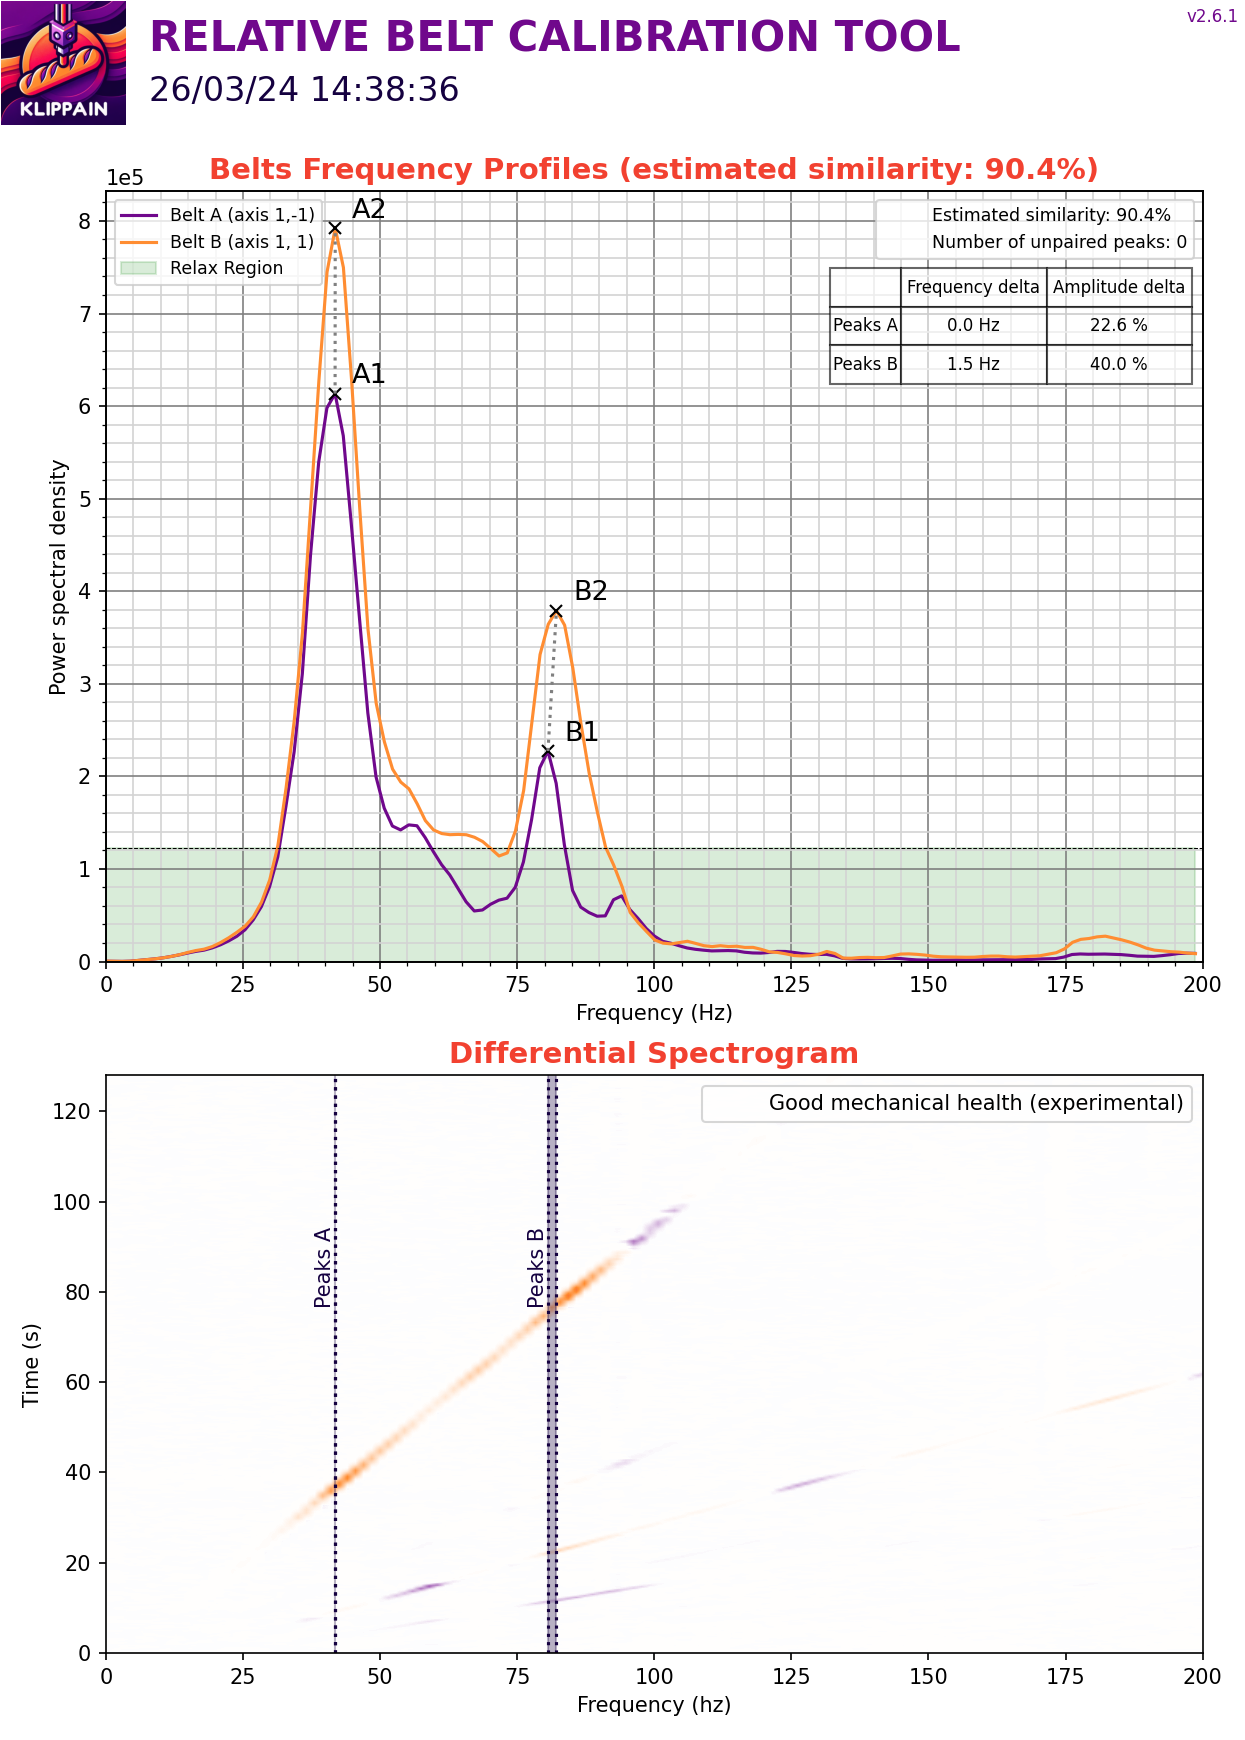 KLIPPAIN
RELATIVE BELT CALIBRATION TOOL
26/03/24 14:38:36
v2.6.1
Belts Frequency Profiles (estimated similarity: 90.4%)
1e5
Belt A (axis 1,-1)
Belt B (axis 1, 1)
Relax Region
A2
A1
B2
B1
Estimated similarity: 90.4%
Number of unpaired peaks: 0
Frequency delta Amplitude delta
Peaks A 0.0 Hz 22.6 %
Peaks B 1.5 Hz 40.0 %
Power spectral density
8
7
6
5
4
3
2
1
0
0 25 50 75 100 125 150 175 200
Frequency (Hz)
Differential Spectrogram
Good mechanical health (experimental)
Peaks A
Peaks B
Time (s)
120
100
80
60
40
20
0
0 25 50 75 100 125 150 175 200
Frequency (hz)